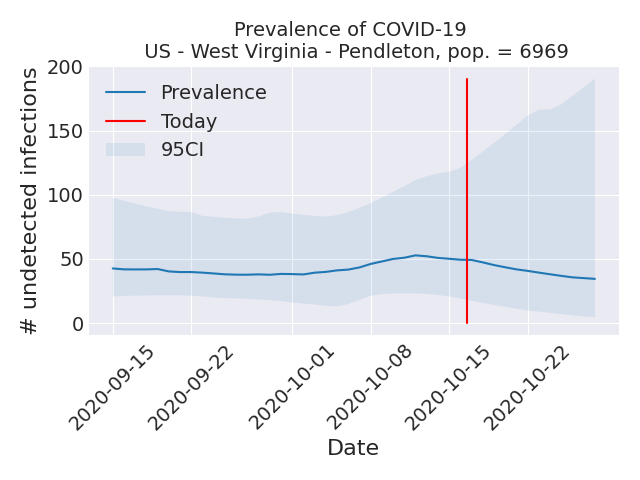 Prevalence of COVID-19
US - West Virginia - Pendleton, pop. = 6969
# undetected infections
200
150
100
50
0
Prevalence
Today
95CI
2020-09-15
2020-09-22
2020-10-01
2020-10-08
2020-10-15
2020-10-22
Date